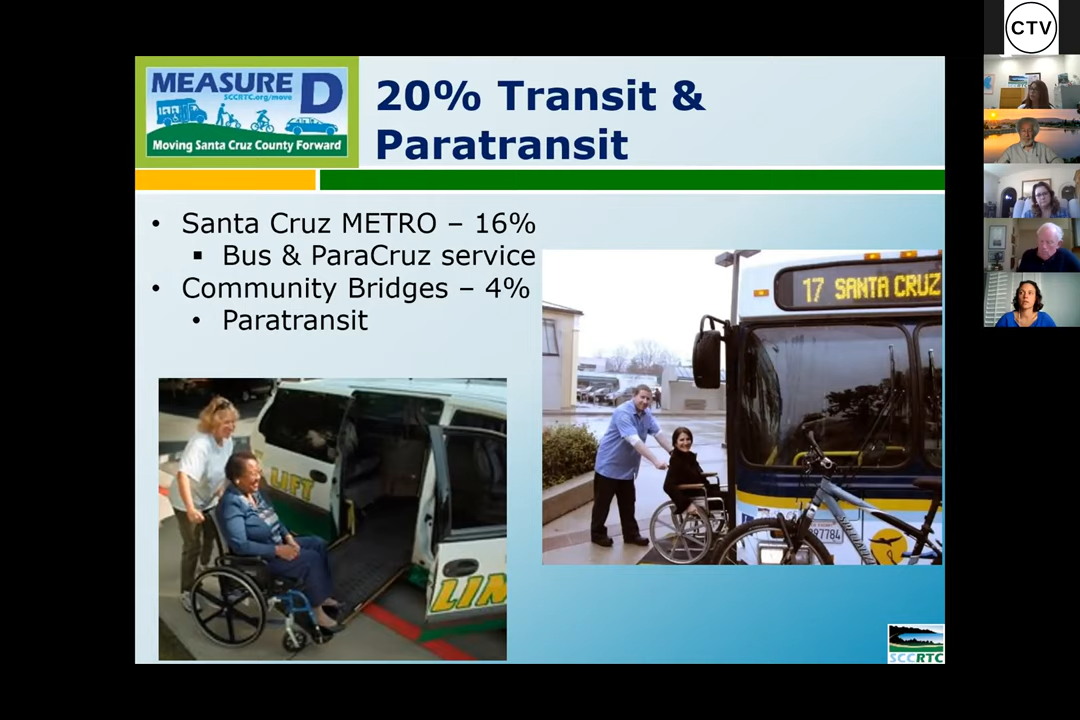 CTV
MEASURE D
SCCRTC.org/move
Moving Santa Cruz County Forward
20% Transit &
Paratransit
• Santa Cruz METRO – 16%
▪ Bus & ParaCruz service
• Community Bridges – 4%
• Paratransit
LIFT
LIN
17 SANTA CRUZ
SCCRTC